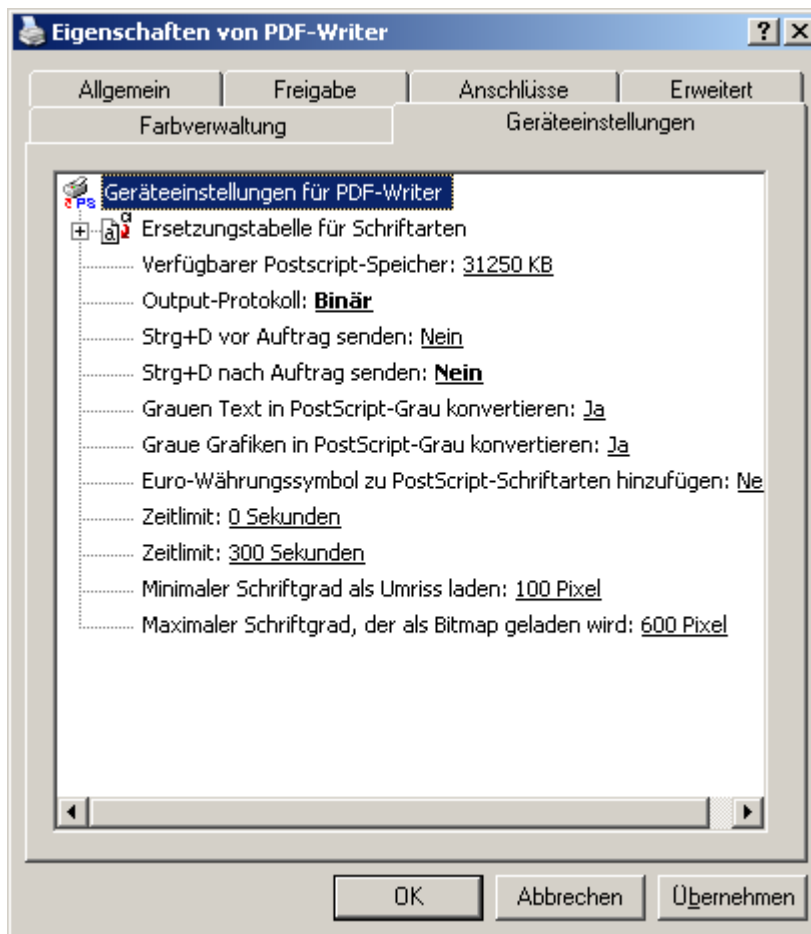 Eigenschaften von PDF-Writer
Allgemein Freigabe Anschlüsse Erweitert
Farbverwaltung Geräteeinstellungen
Geräteeinstellungen für PDF-Writer
Ersetzungstabelle für Schriftarten
Verfügbarer Postscript-Speicher: 31250 KB
Output-Protokoll: Binär
Strg+D vor Auftrag senden: Nein
Strg+D nach Auftrag senden: Nein
Grauen Text in PostScript-Grau konvertieren: Ja
Graue Grafiken in PostScript-Grau konvertieren: Ja
Euro-Währungssymbol zu PostScript-Schriftarten hinzufügen: Ne
Zeitlimit: 0 Sekunden
Zeitlimit: 300 Sekunden
Minimaler Schriftgrad als Umriss laden: 100 Pixel
Maximaler Schriftgrad, der als Bitmap geladen wird: 600 Pixel
OK Abbrechen Übernehmen